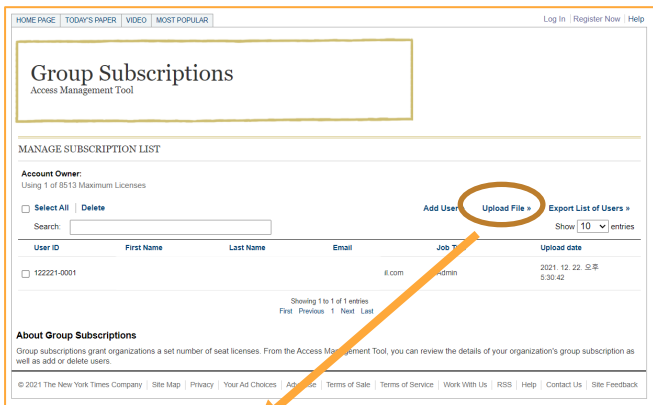 HOME PAGE TODAY'S PAPER VIDEO MOST POPULAR Log In Register Now Help
Group Subscriptions
Access Management Tool
MANAGE SUBSCRIPTION LIST
Account Owner:
Using 1 of 8513 Maximum Licenses
Select All Delete Add User Upload File » Export List of Users »
Search: Show 10 entries
User ID First Name Last Name Email Job Upload date
122221-0001 il.com Admin 2021. 12. 22. 오후
5:30:42
Showing 1 to 1 of 1 entries
First Previous 1 Next Last
About Group Subscriptions
Group subscriptions grant organizations a set number of seat licenses. From the Access Management Tool, you can review the details of your organization's group subscription as
well as add or delete users.
© 2021 The New York Times Company Site Map Privacy Your Ad Choices Advertise Terms of Sale Terms of Service Work With Us RSS Help Contact Us Site Feedback